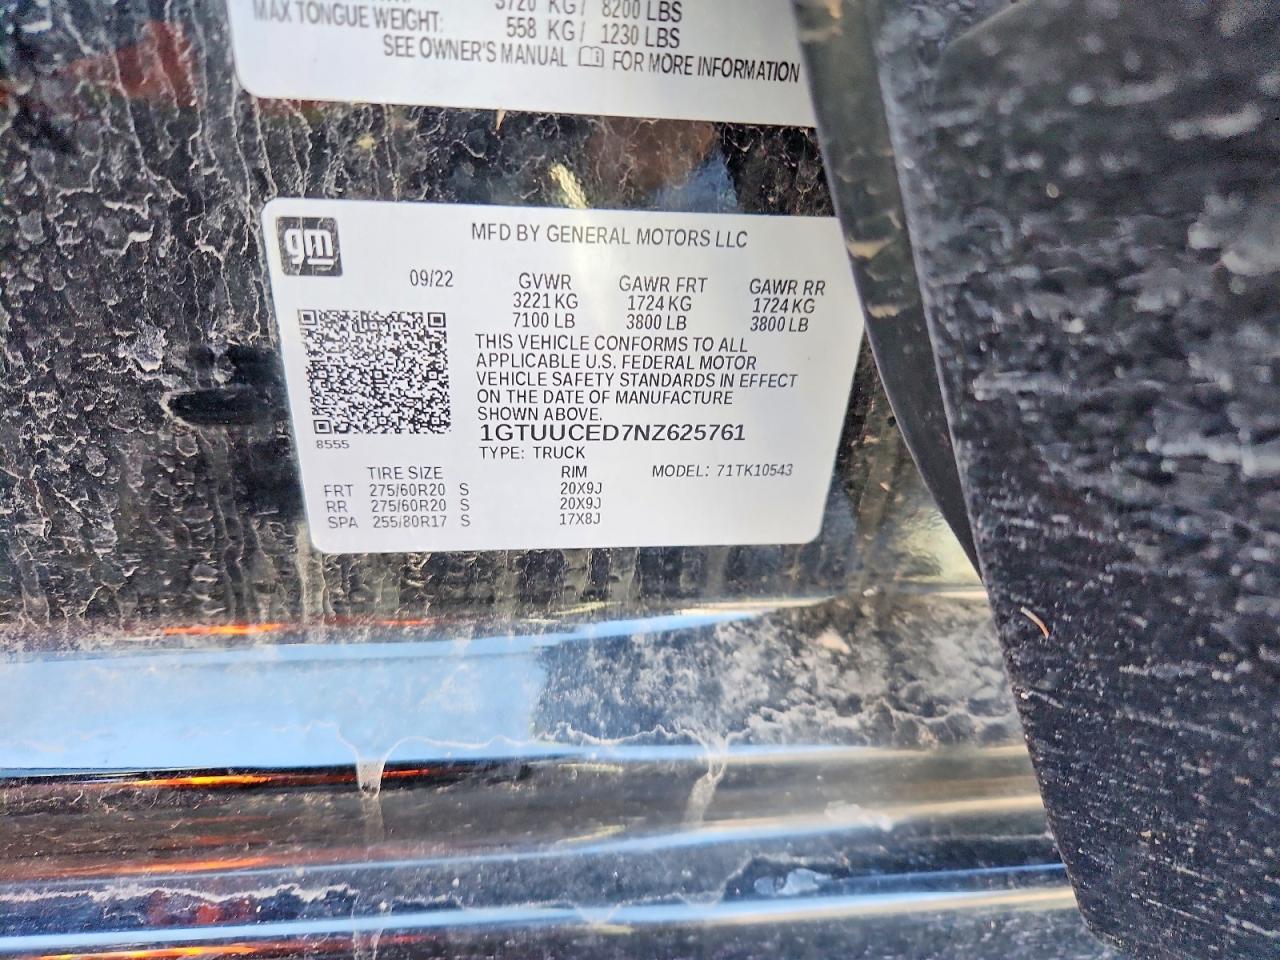 3720 KG/ 8200 LBS
MAX TONGUE WEIGHT: 558 KG/ 1230 LBS
SEE OWNER'S MANUAL FOR MORE INFORMATION
gm
MFD BY GENERAL MOTORS LLC
09/22 GVWR GAWR FRT GAWR RR
3221 KG 1724 KG 1724 KG
7100 LB 3800 LB 3800 LB
THIS VEHICLE CONFORMS TO ALL
APPLICABLE U.S. FEDERAL MOTOR
VEHICLE SAFETY STANDARDS IN EFFECT
ON THE DATE OF MANUFACTURE
SHOWN ABOVE.
1GTUUCED7NZ625761
8555
TYPE: TRUCK
TIRE SIZE RIM MODEL: 71TK10543
FRT 275/60R20 S 20X9J
RR 275/60R20 S 20X9J
SPA 255/80R17 S 17X8J